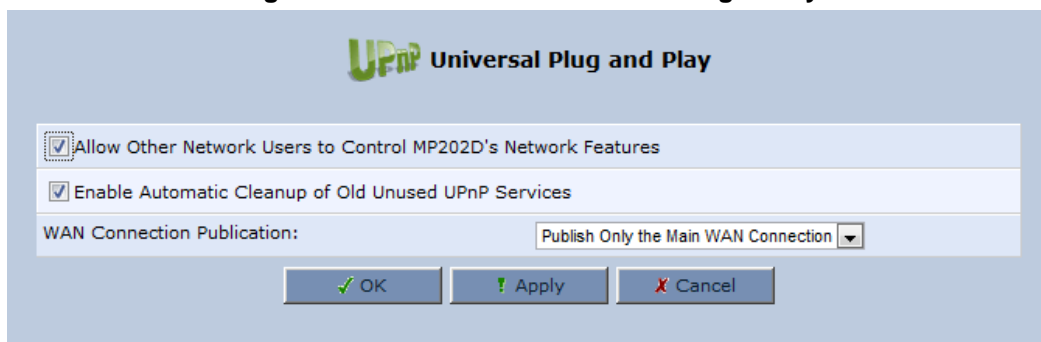 UPnP Universal Plug and Play
Allow Other Network Users to Control MP202D's Network Features
Enable Automatic Cleanup of Old Unused UPnP Services
WAN Connection Publication: Publish Only the Main WAN Connection
OK Apply Cancel